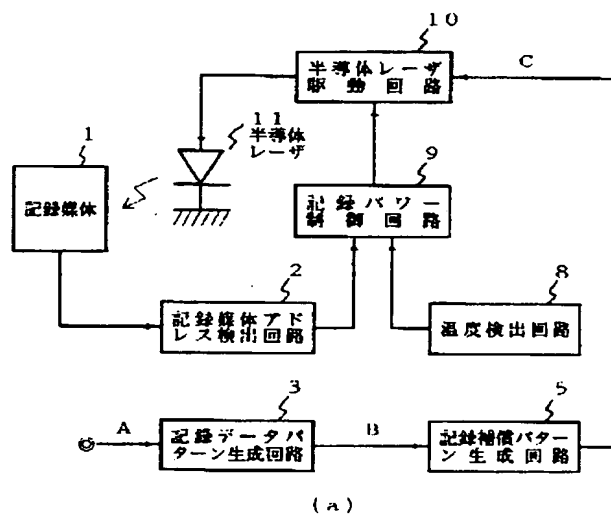 10
半導体レーザ
駆動回路
C
11
半導体
レーザ
1
記録媒体
9
記録パワー
制御回路
2
記録媒体アド
レス検出回路
8
温度検出回路
A
3
記録データパ
ターン生成回路
B
5
記録補償パター
ン生成回路
(a)